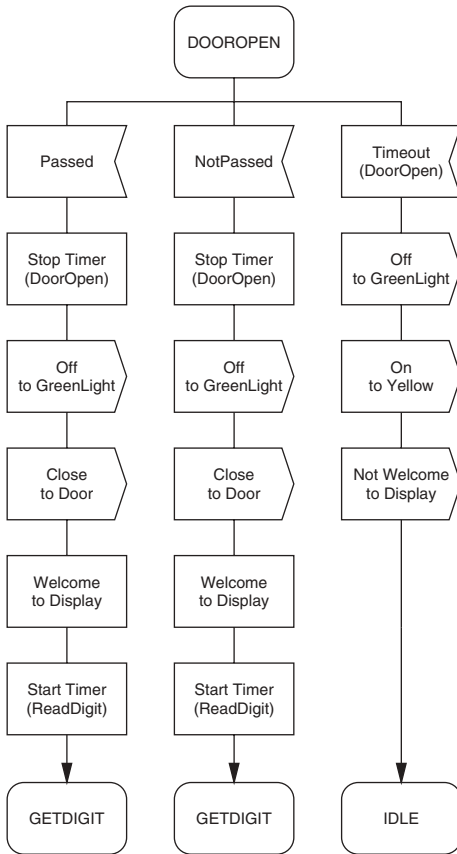 DOOROPEN
Passed
NotPassed
Timeout
(DoorOpen)
Stop Timer
(DoorOpen)
Stop Timer
(DoorOpen)
Off
to GreenLight
Off
to GreenLight
Off
to GreenLight
On
to Yellow
Close
to Door
Close
to Door
Not Welcome
to Display
Welcome
to Display
Welcome
to Display
Start Timer
(ReadDigit)
Start Timer
(ReadDigit)
GETDIGIT
GETDIGIT
IDLE